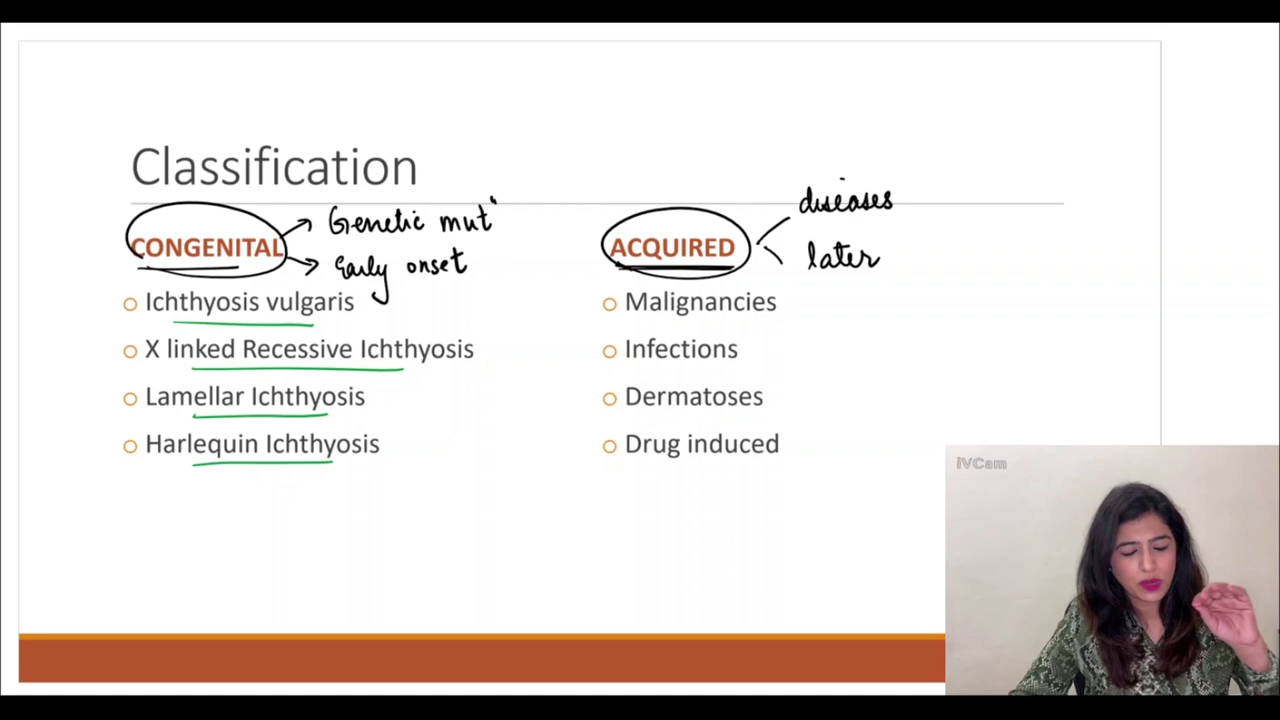 Classification
CONGENITAL
Genetic mutⁿ
Early onset
Ichthyosis vulgaris
X linked Recessive Ichthyosis
Lamellar Ichthyosis
Harlequin Ichthyosis
ACQUIRED
diseases
later
Malignancies
Infections
Dermatoses
Drug induced
iVCam